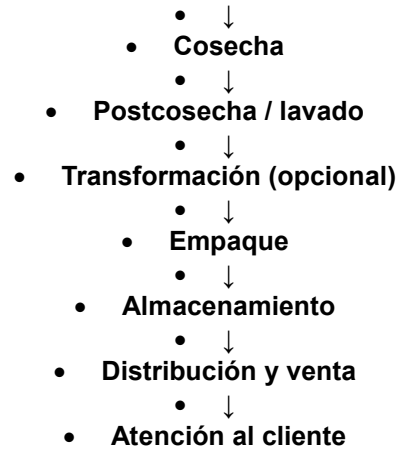 • ↓
• Cosecha
• ↓
• Postcosecha / lavado
• ↓
• Transformación (opcional)
• ↓
• Empaque
• ↓
• Almacenamiento
• ↓
• Distribución y venta
• ↓
• Atención al cliente